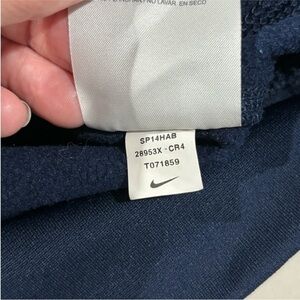 NO LAVAR. EN SECO
SP14HAB
28953X - CR4
T071859